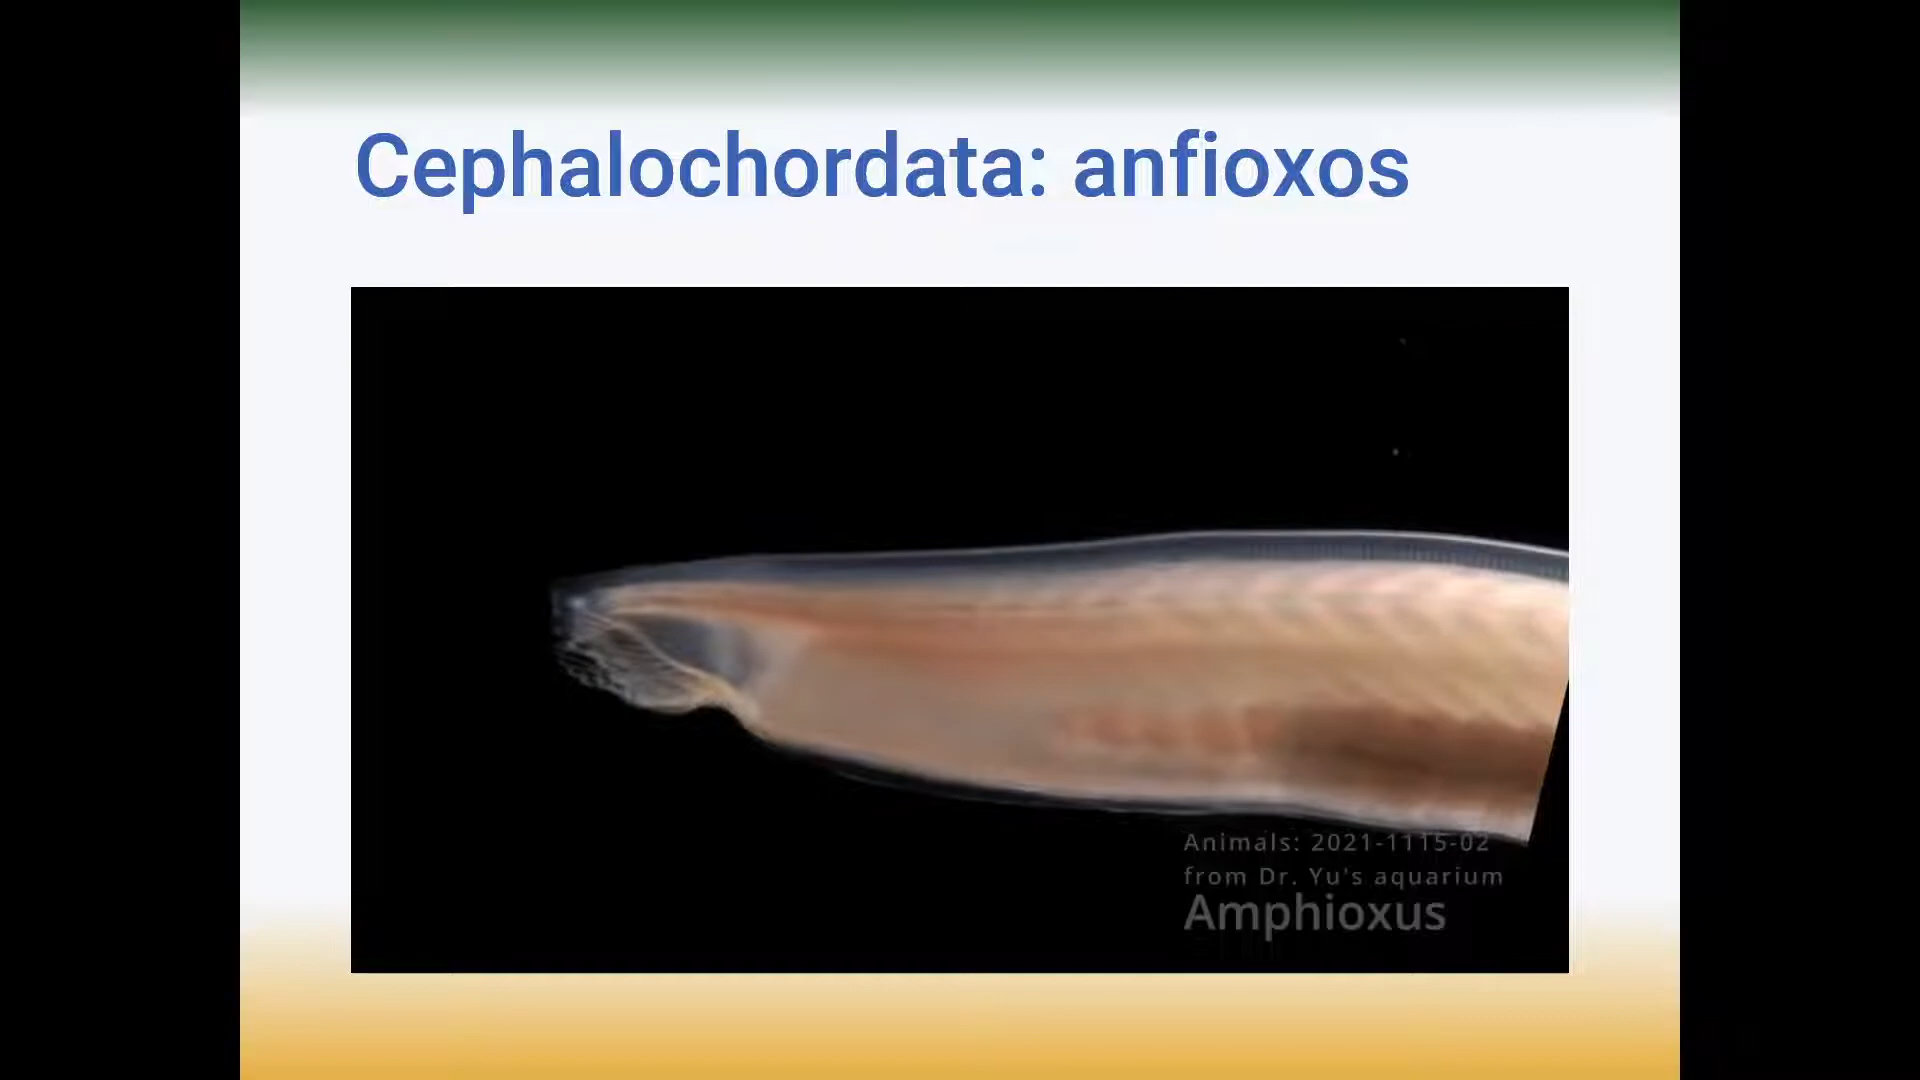 Cephalochordata: anfioxos
Animals: 2021-1115-02
from Dr. Yu's aquarium
Amphioxus